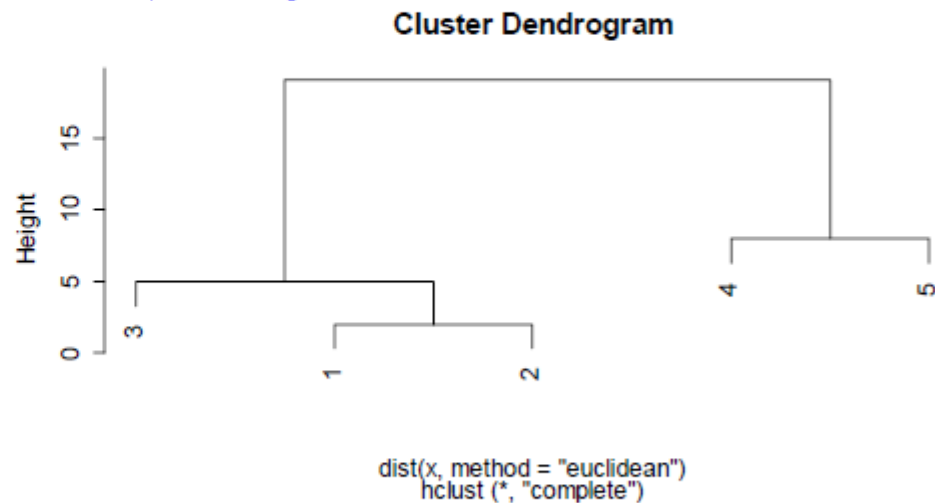 Cluster Dendrogram
Height
15
10
5
0
3
1
2
4
5
dist(x, method = "euclidean")
hclust (*, "complete")